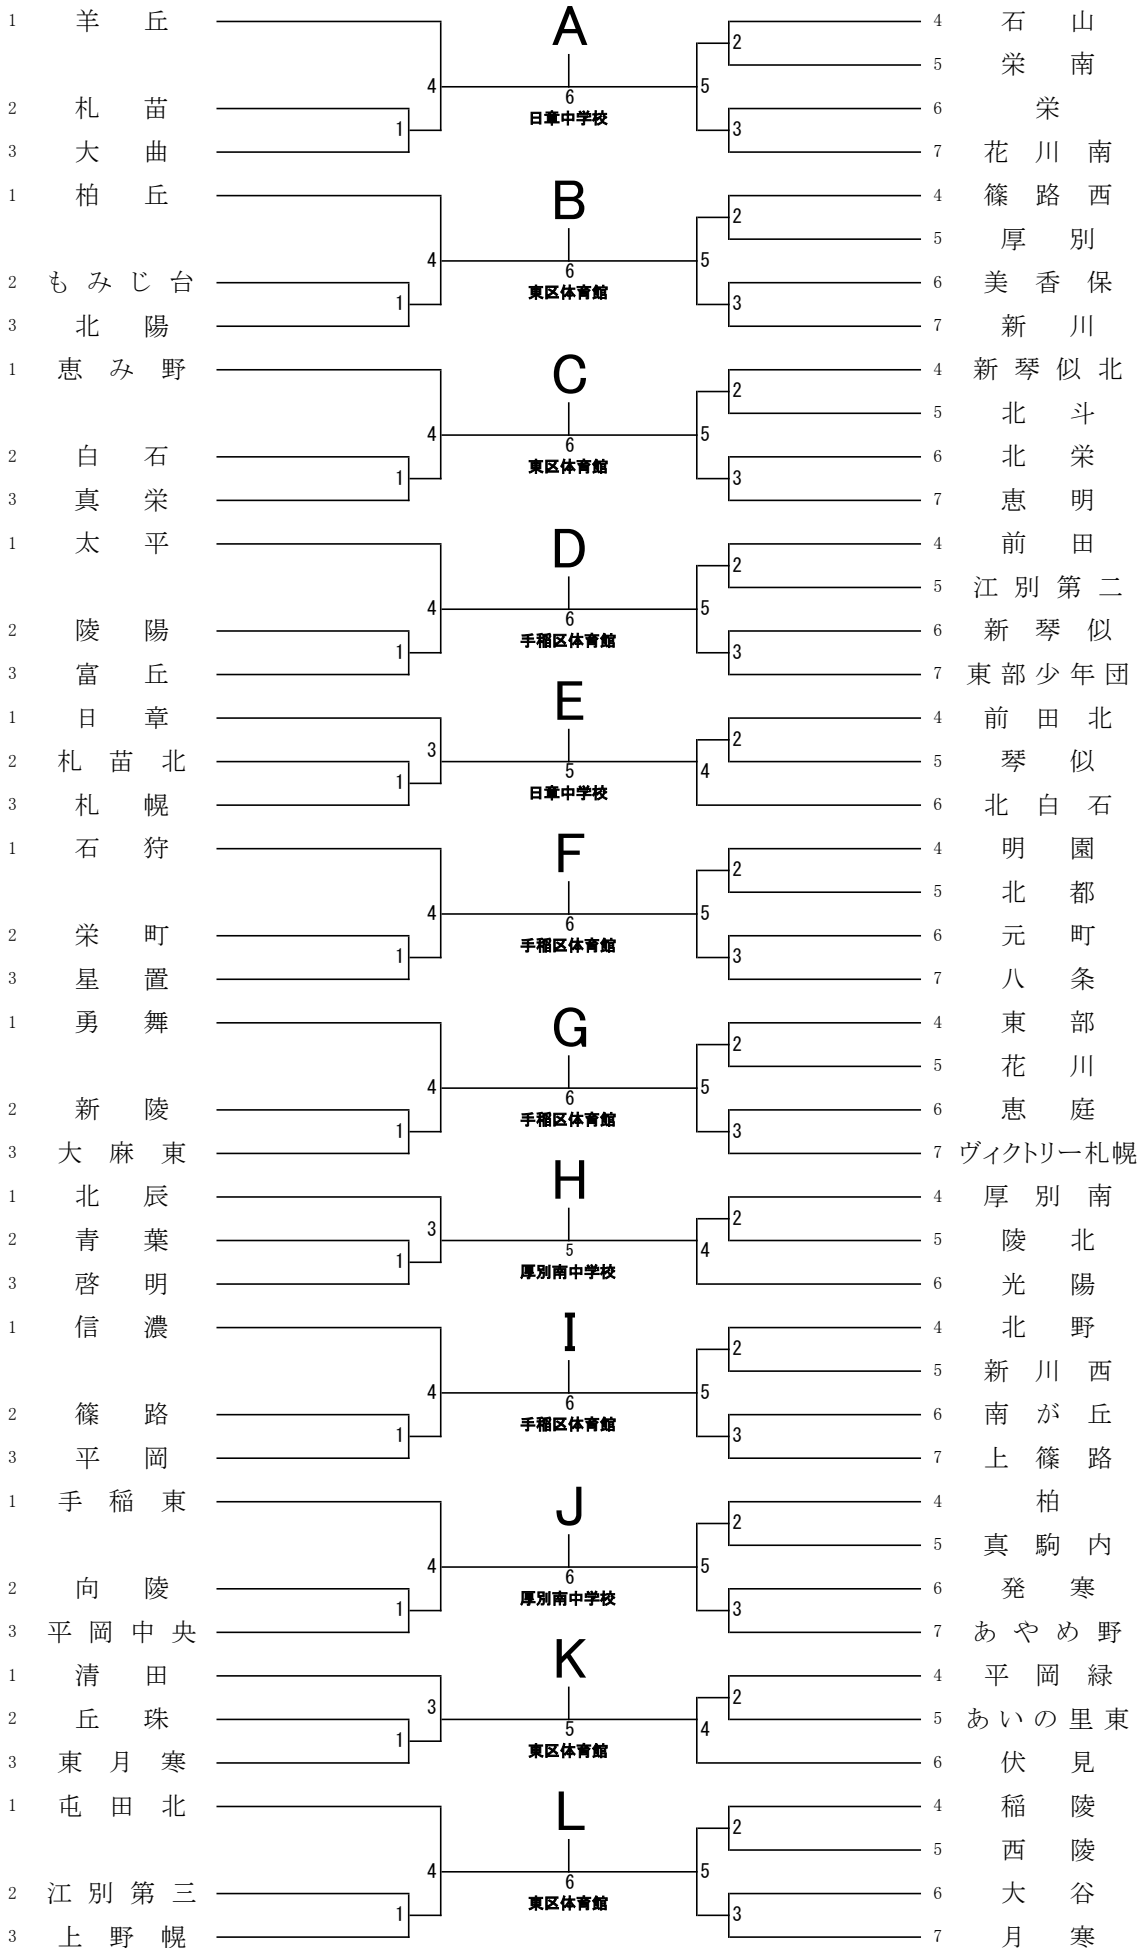 1 羊丘 A 4 石山
2 5 栄南
4 6 5
2 札苗 日章中学校 6 栄
1 3
3 大曲 7 花川南
1 柏丘 B 4 篠路西
2 5 厚別
4 6 5
2 もみじ台 東区体育館 6 美香保
1 3
3 北陽 7 新川
1 恵み野 C 4 新琴似北
2 5 北斗
4 6 5
2 白石 東区体育館 6 北栄
1 3
3 真栄 7 恵明
1 太平 D 4 前田
2 5 江別第二
4 6 5
2 陵陽 手稲区体育館 6 新琴似
1 3
3 富丘 7 東部少年団
1 日章 E 4 前田北
3 2
2 札苗北 5 5 琴似
1 日章中学校 4
3 札幌 6 北白石
1 石狩 F 4 明園
2 5 北都
4 6 5
2 栄町 手稲区体育館 6 元町
1 3
3 星置 7 八条
1 勇舞 G 4 東部
2 5 花川
4 6 5
2 新陵 手稲区体育館 6 恵庭
1 3
3 大麻東 7 ヴィクトリー札幌
1 北辰 H 4 厚別南
3 2
2 青葉 5 5 陵北
1 厚別南中学校 4
3 啓明 6 光陽
1 信濃 I 4 北野
2 5 新川西
4 6 5
2 篠路 手稲区体育館 6 南が丘
1 3
3 平岡 7 上篠路
1 手稲東 J 4 柏
2 5 真駒内
4 6 5
2 向陵 厚別南中学校 6 発寒
1 3
3 平岡中央 7 あやめ野
1 清田 K 4 平岡緑
3 2
2 丘珠 5 5 あいの里東
1 東区体育館 4
3 東月寒 6 伏見
1 屯田北 L 4 稲陵
2 5 西陵
4 6 5
2 江別第三 東区体育館 6 大谷
1 3
3 上野幌 7 月寒